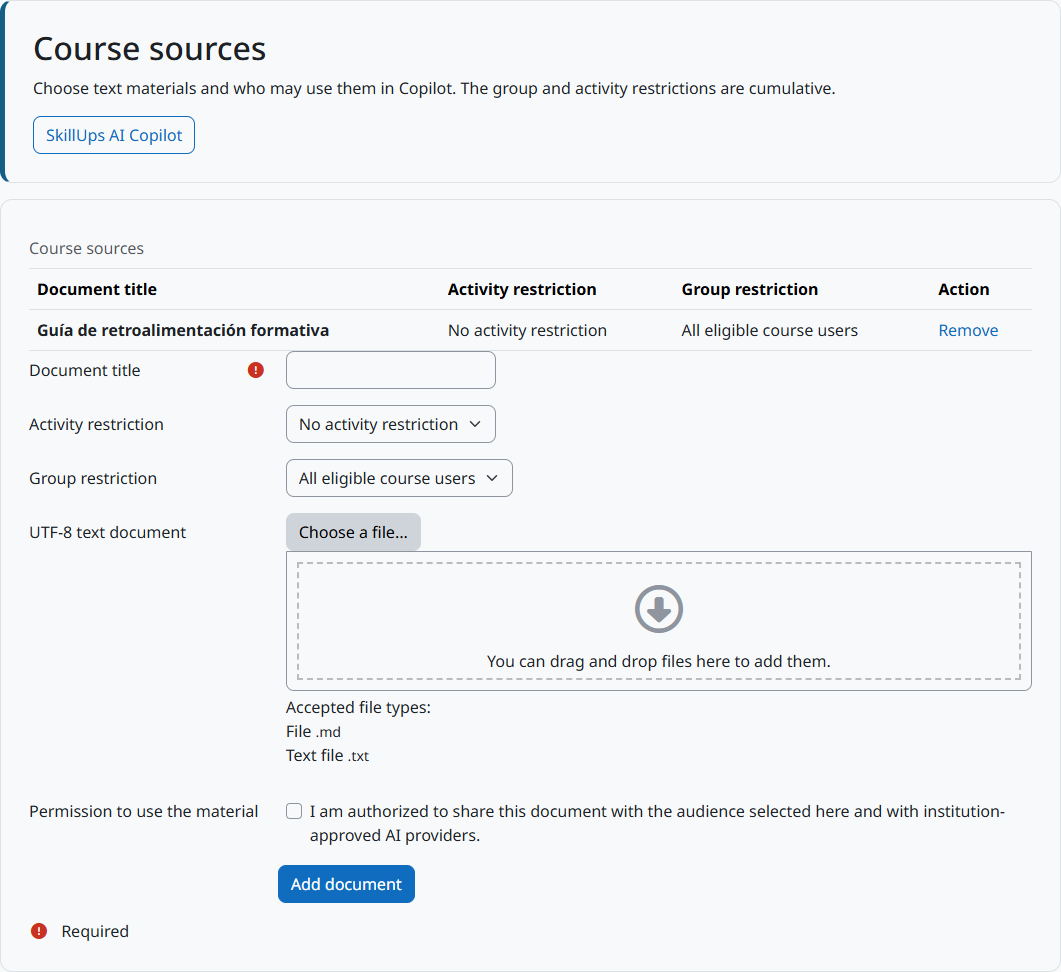 Course sources
Choose text materials and who may use them in Copilot. The group and activity restrictions are cumulative.
SkillUps AI Copilot
Course sources
Document title Activity restriction Group restriction Action
Guía de retroalimentación formativa No activity restriction All eligible course users Remove
Document title
Activity restriction No activity restriction
Group restriction All eligible course users
UTF-8 text document Choose a file...
You can drag and drop files here to add them.
Accepted file types:
File .md
Text file .txt
Permission to use the material I am authorized to share this document with the audience selected here and with institution-
approved AI providers.
Add document
Required